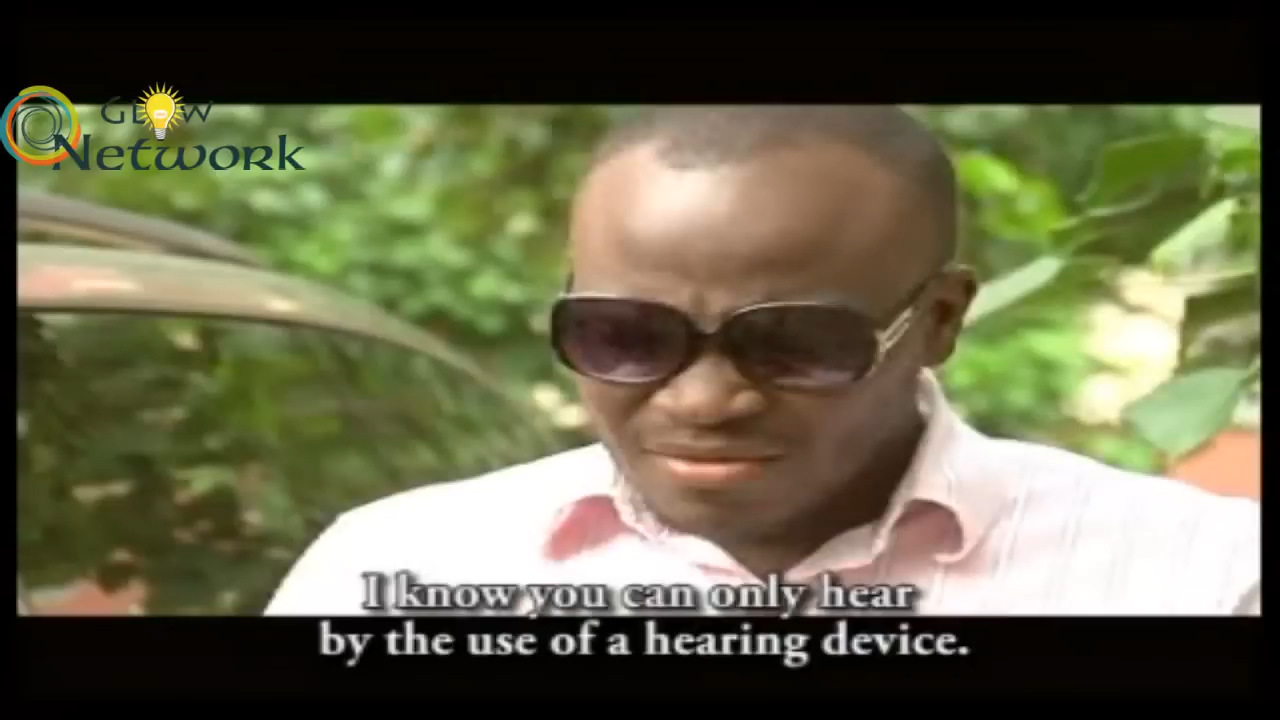 GLOW
Network
I know you can only hear
by the use of a hearing device.